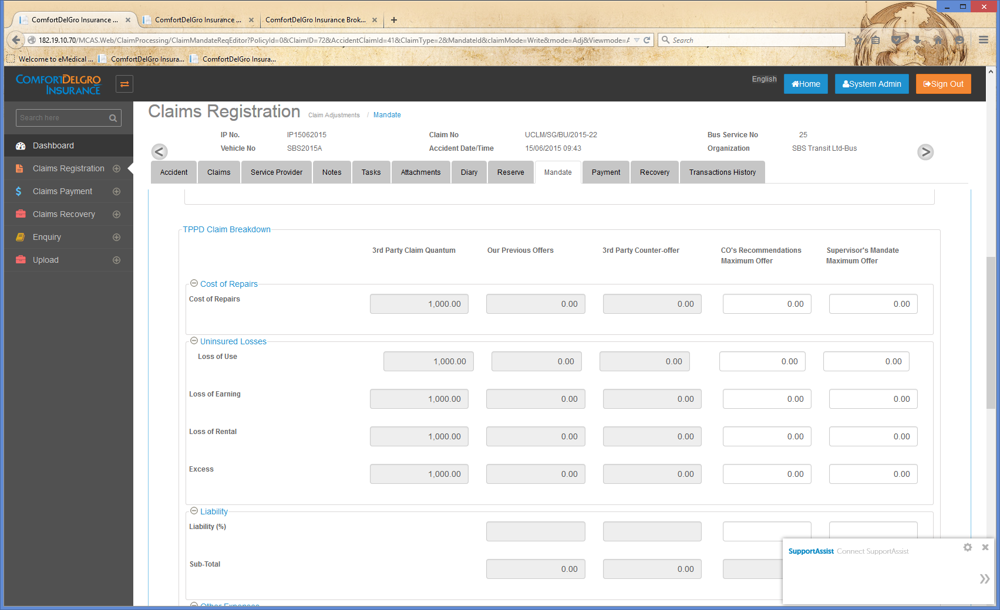 ComfortDelGro Insurance ...
ComfortDelGro Insurance ...
ComfortDelGro Insurance Brok...
182.19.10.70/MCAS.Web/ClaimProcessing/ClaimMandateReqEditor?PolicyId=0&ClaimID=72&AccidentClaimId=41&ClaimType=2&MandateId&claimMode=Write&mode=Adj&Viewmode=A
Search
Welcome to eMedical ...
ComfortDelGro Insura...
ComfortDelGro Insura...
COMFORTDELGRO
INSURANCE
English
Home
System Admin
Sign Out
Search here
Dashboard
Claims Registration
Claims Payment
Claims Recovery
Enquiry
Upload
Claims Registration
Claim Adjustments / Mandate
IP No. IP15062015 Claim No UCLM/SG/BU/2015-22 Bus Service No 25
Vehicle No SBS2015A Accident Date/Time 15/06/2015 09:43 Organization SBS Transit Ltd-Bus
Accident Claims Service Provider Notes Tasks Attachments Diary Reserve Mandate Payment Recovery Transactions History
TPPD Claim Breakdown
3rd Party Claim Quantum Our Previous Offers 3rd Party Counter-offer CO's Recommendations Maximum Offer Supervisor's Mandate Maximum Offer
Cost of Repairs
Cost of Repairs 1,000.00 0.00 0.00 0.00 0.00
Uninsured Losses
Loss of Use 1,000.00 0.00 0.00 0.00 0.00
Loss of Earning 1,000.00 0.00 0.00 0.00 0.00
Loss of Rental 1,000.00 0.00 0.00 0.00 0.00
Excess 1,000.00 0.00 0.00 0.00 0.00
Liability
Liability (%)
Sub-Total 0.00 0.00
Other Expenses
SupportAssist Connect SupportAssist